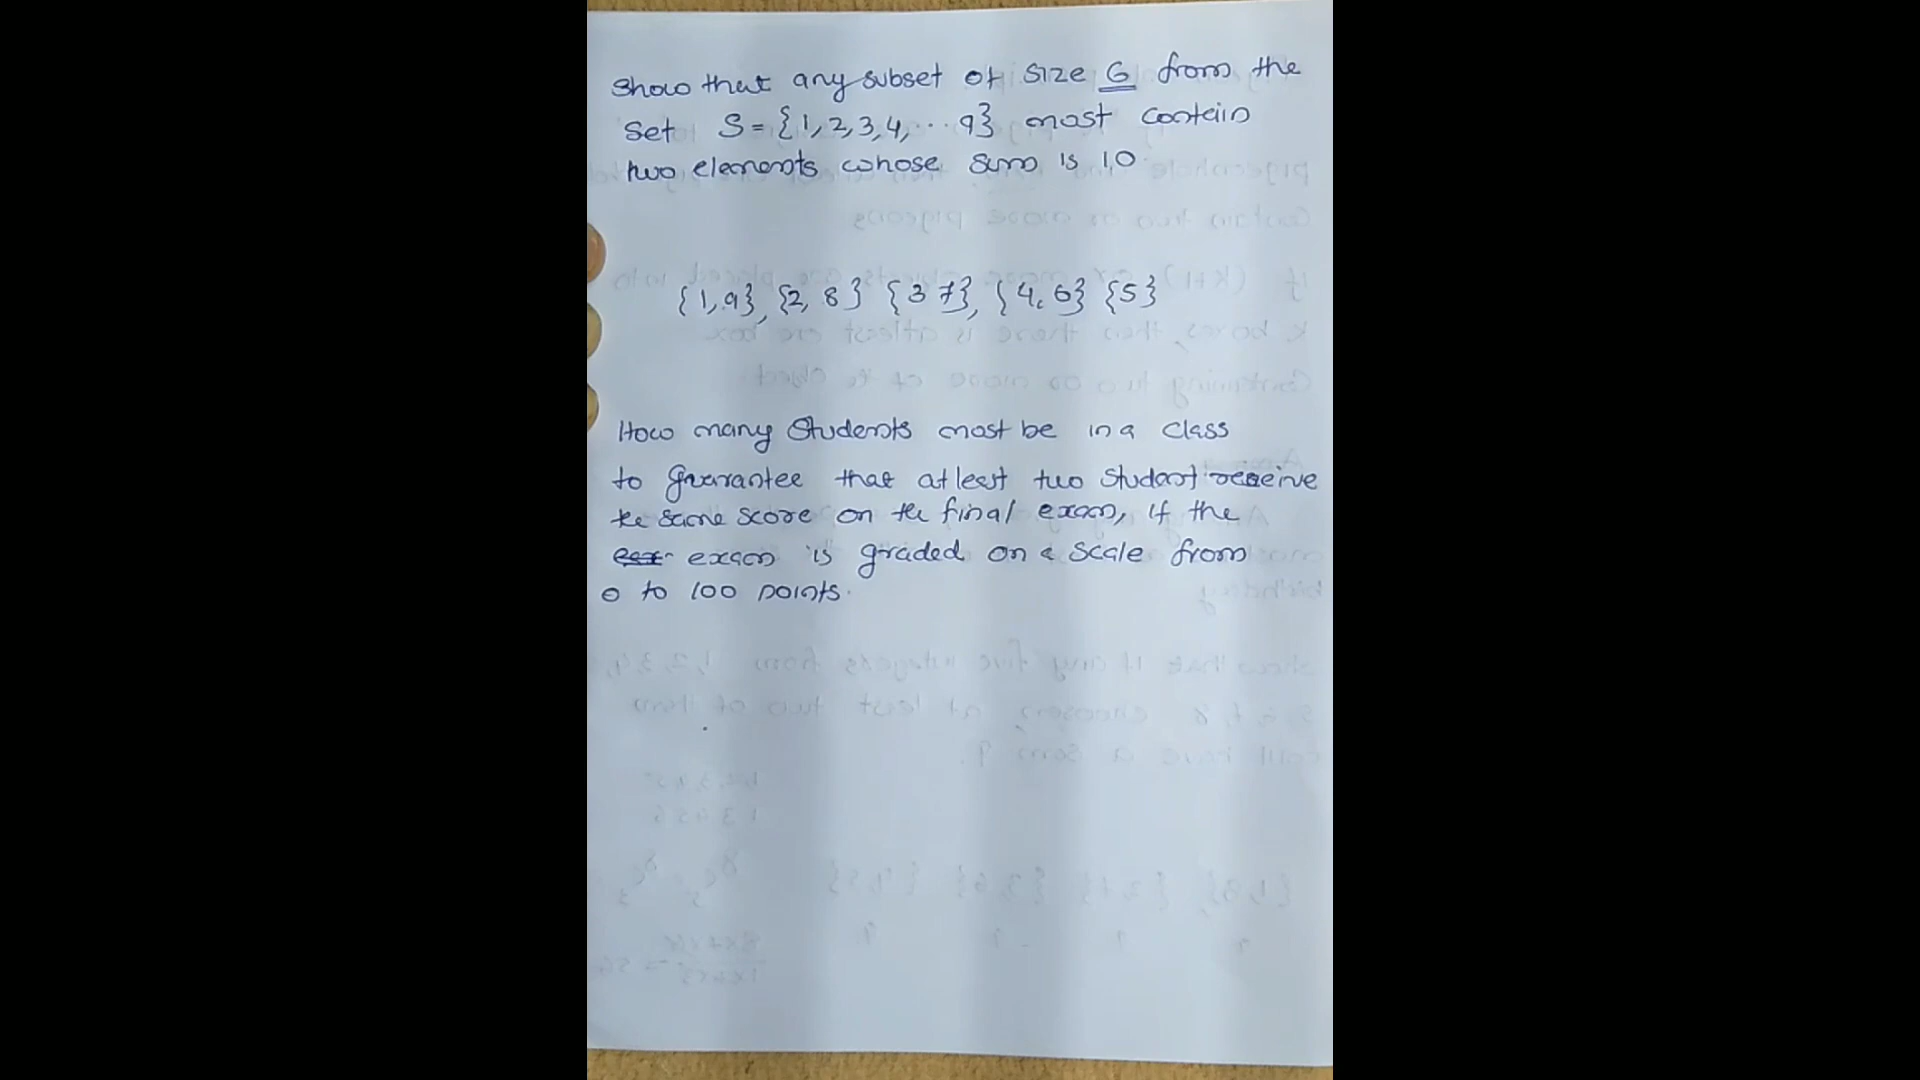 Show that any subset of size 6 from the
Set S = {1, 2, 3, 4, ... 9} must contain
two elements whose sum is 10
{1, 9}, {2, 8} {3 7}, {4, 6} {5}
How many Students must be in a class
to guarantee that atleast two student receive
the same score on the final exam, if the
exam is graded on a scale from
0 to 100 points.